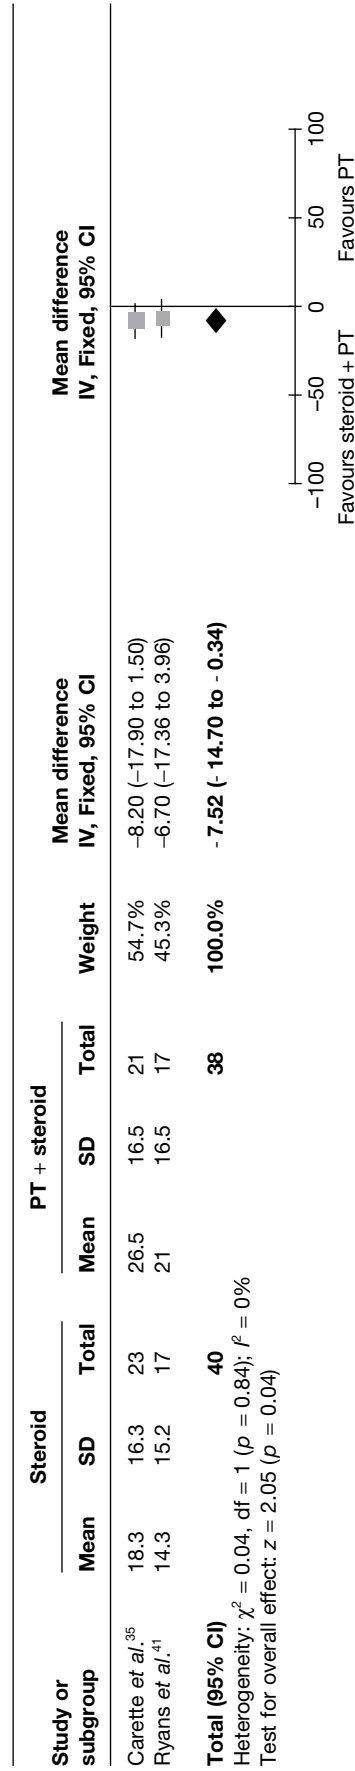 Steroid PT + steroid
Study or Mean difference Mean difference
subgroup Mean SD Total Mean SD Total Weight IV, Fixed, 95% CI IV, Fixed, 95% CI
Carette et al.³⁵ 18.3 16.3 23 26.5 16.5 21 54.7% −8.20 (−17.90 to 1.50)
Ryans et al.⁴¹ 14.3 15.2 17 21 16.5 17 45.3% −6.70 (−17.36 to 3.96)
Total (95% CI) 40 38 100.0% - 7.52 (- 14.70 to - 0.34)
Heterogeneity: χ² = 0.04, df = 1 (p = 0.84); I² = 0%
Test for overall effect: z = 2.05 (p = 0.04)
−100 −50 0 50 100
Favours steroid + PT Favours PT